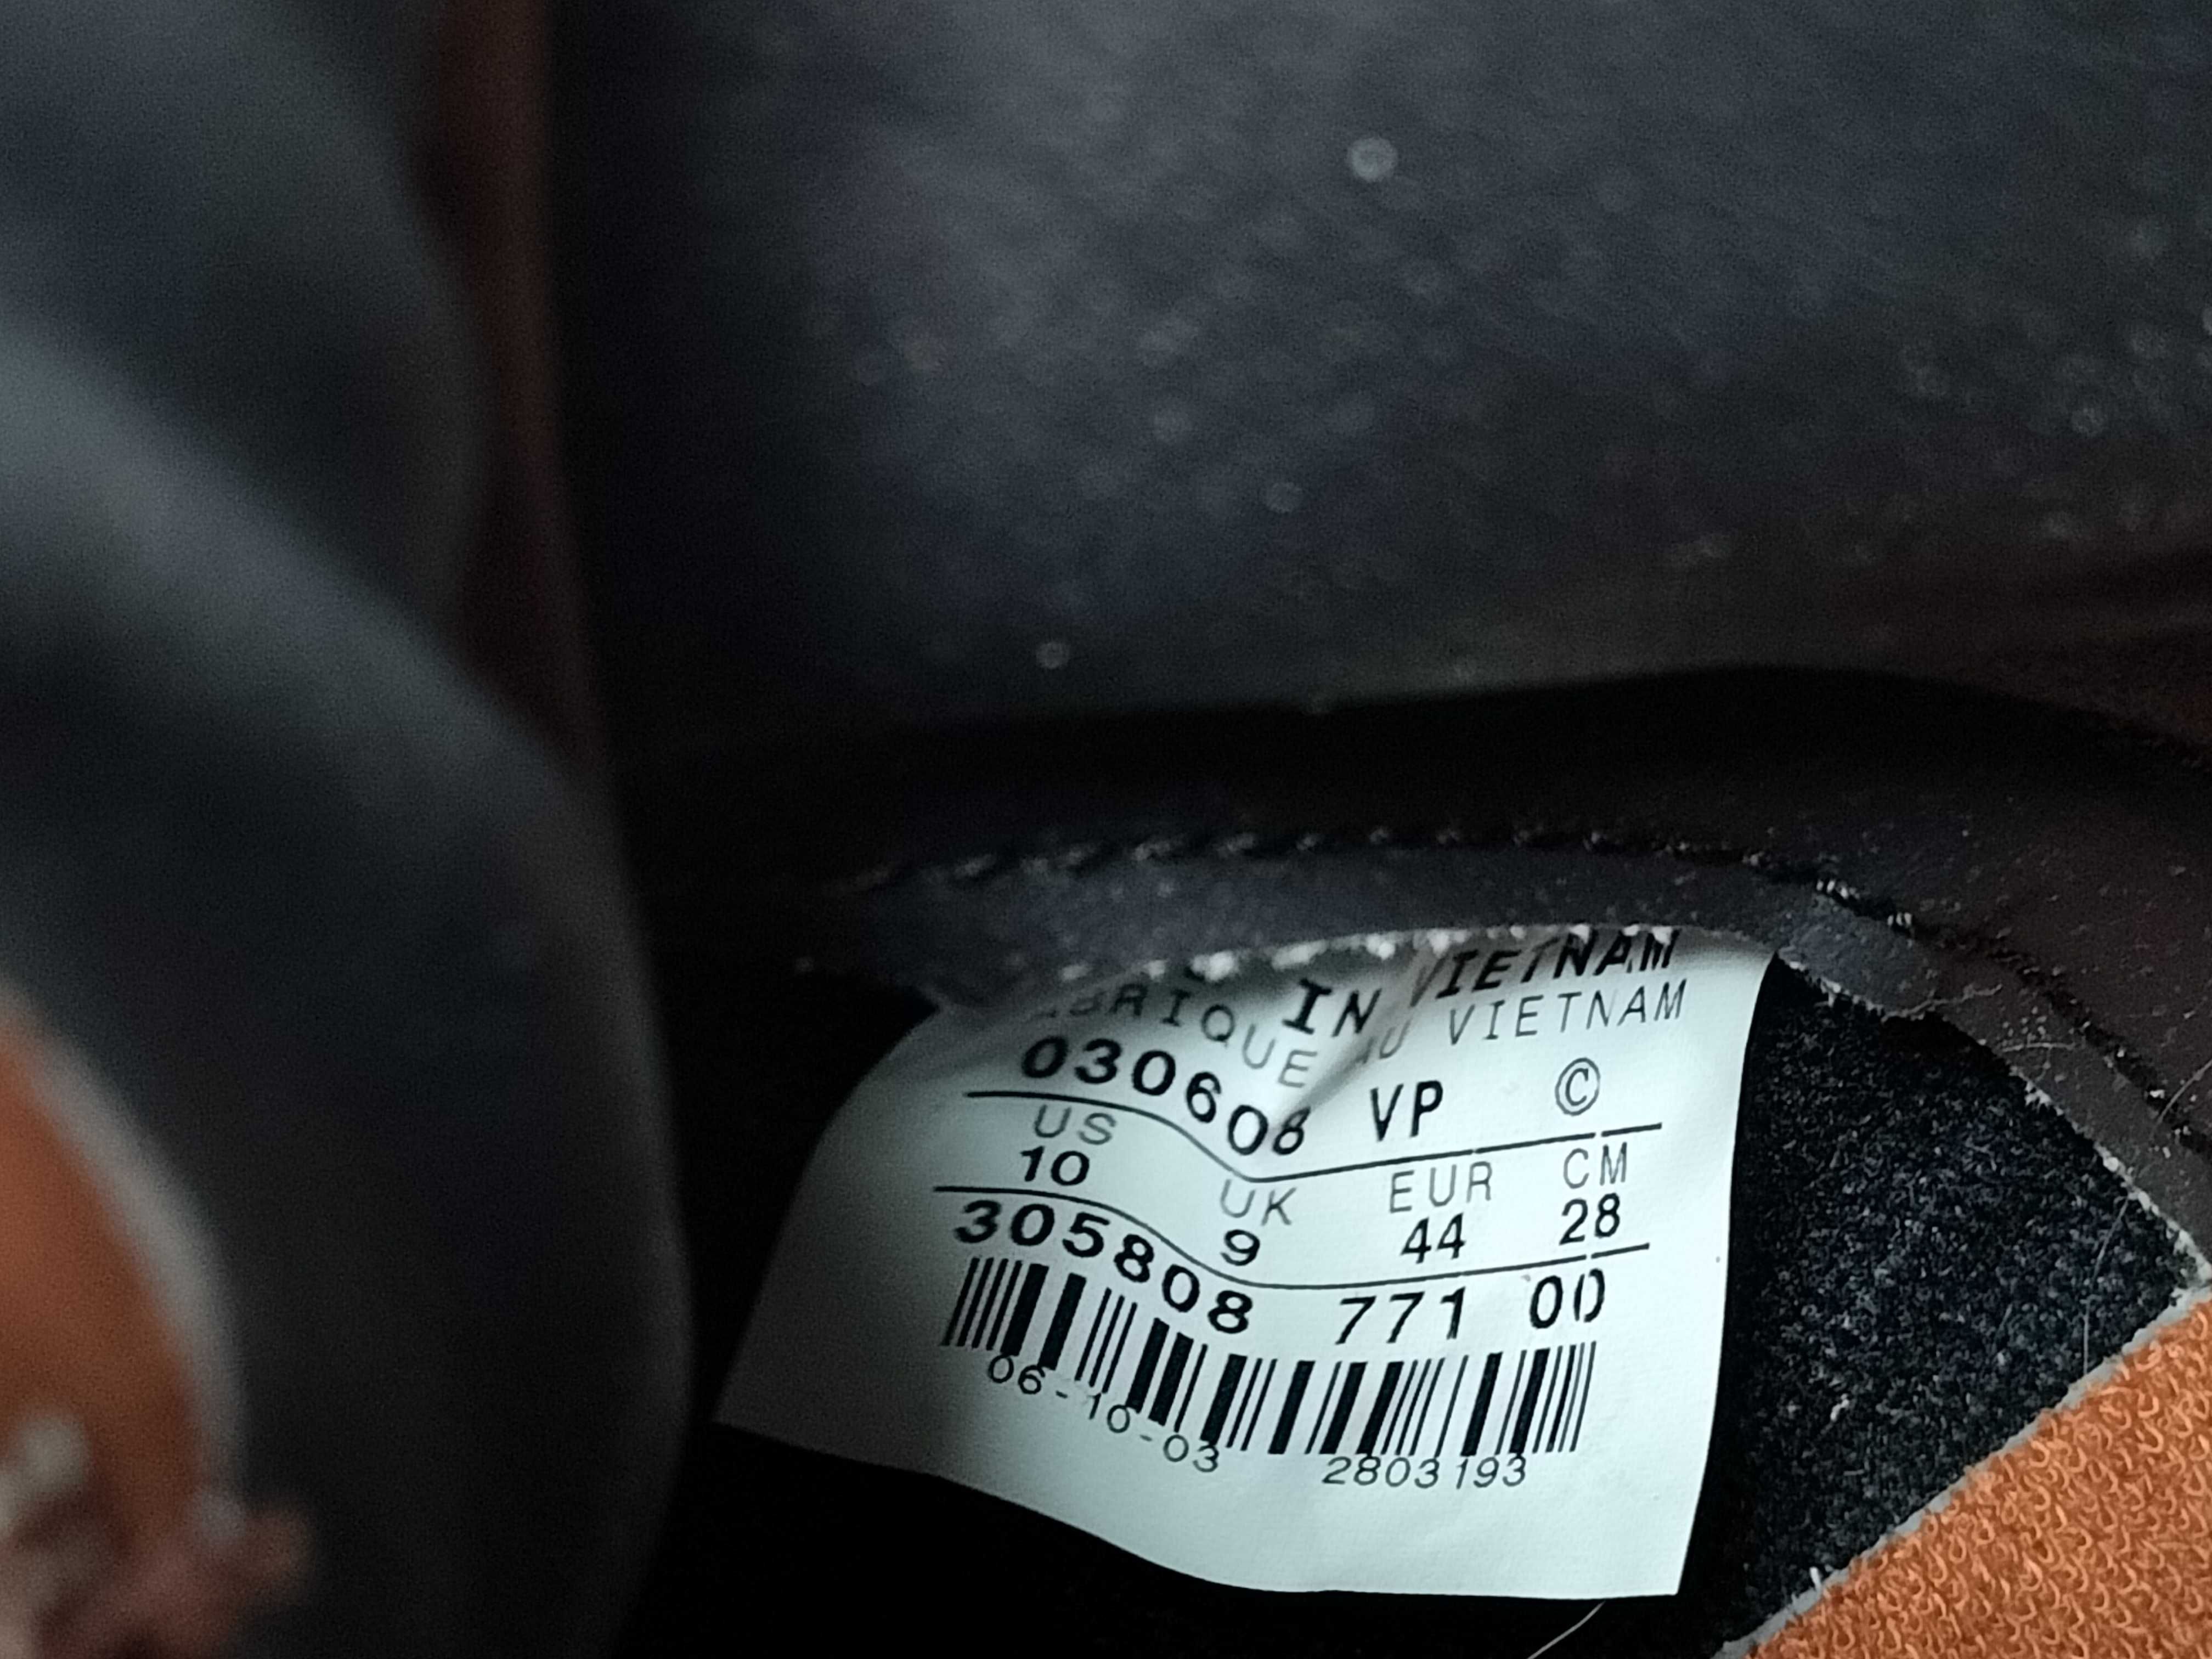 IN VIETNAM
FABRIQUE AU VIETNAM
030608 VP ©
US UK EUR CM
10 9 44 28
305808 771 00
06-10-03 2803193